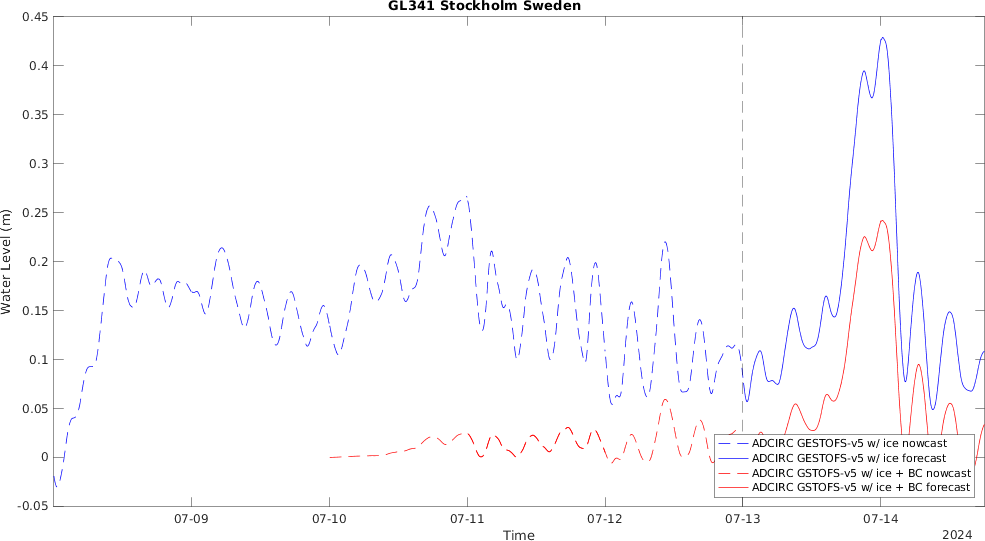 GL341 Stockholm Sweden
0.45
0.4
0.35
0.3
0.25
0.2
0.15
0.1
0.05
0
-0.05
Water Level (m)
07-09 07-10 07-11 07-12 07-13 07-14
Time
2024
ADCIRC GESTOFS-v5 w/ ice nowcast
ADCIRC GESTOFS-v5 w/ ice forecast
ADCIRC GSTOFS-v5 w/ ice + BC nowcast
ADCIRC GSTOFS-v5 w/ ice + BC forecast